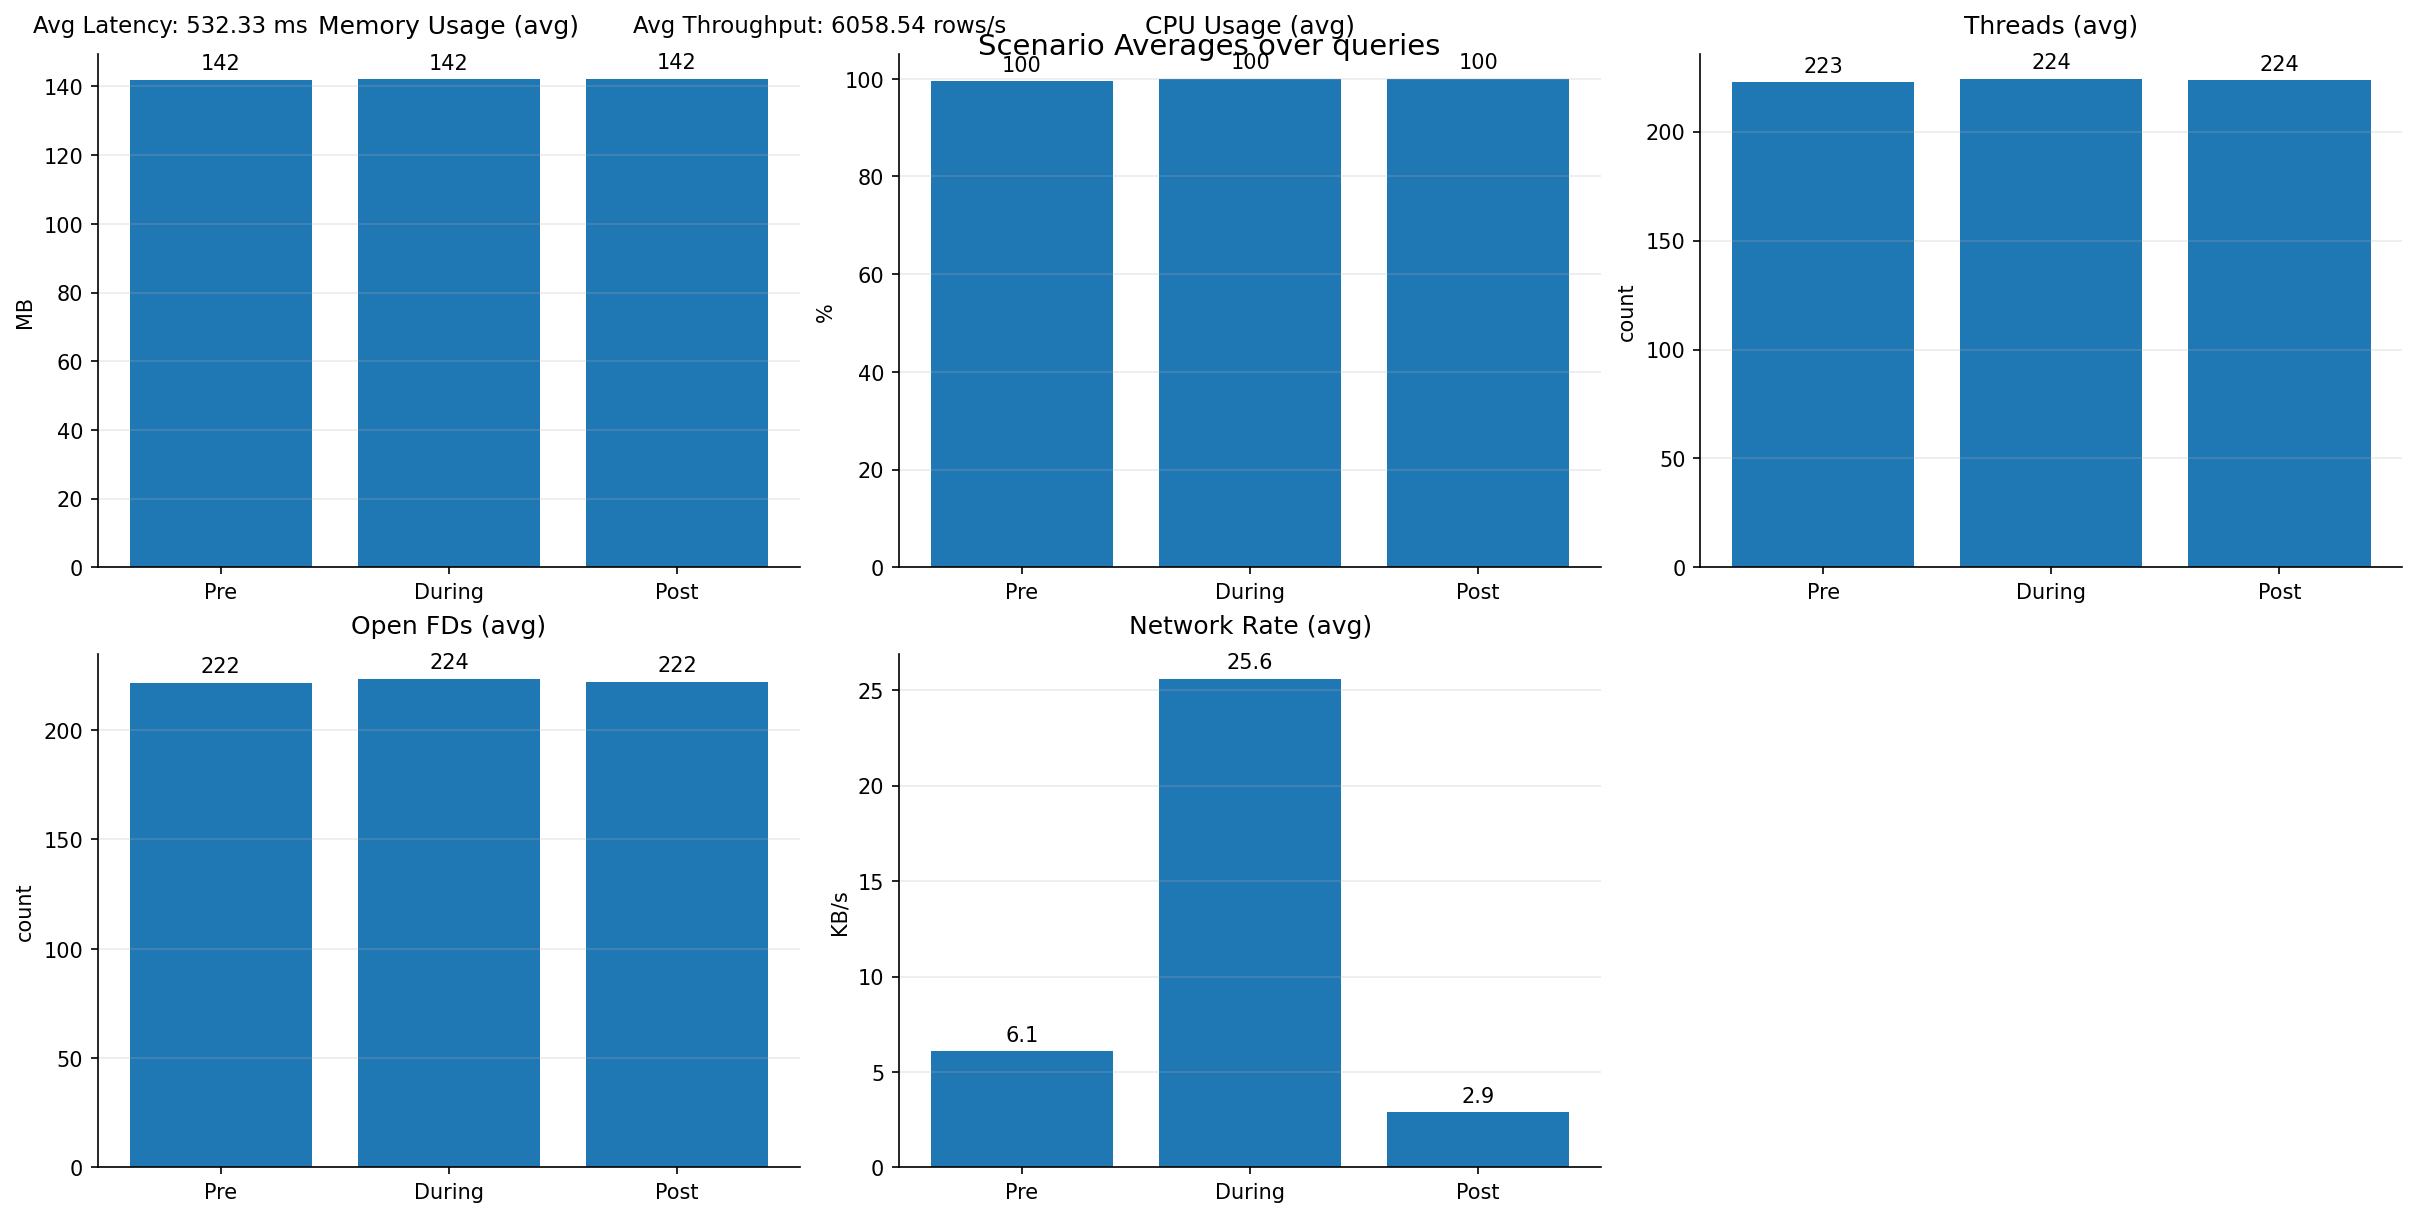 Avg Latency: 532.33 ms
Memory Usage (avg)
Avg Throughput: 6058.54 rows/s
CPU Usage (avg)
Threads (avg)
Scenario Averages over queries
142
142
142
140
120
100
80
60
40
20
0
MB
Pre
During
Post
100
100
100
100
80
60
40
20
0
%
Pre
During
Post
223
224
224
200
150
100
50
0
count
Pre
During
Post
Open FDs (avg)
222
224
222
200
150
100
50
0
count
Pre
During
Post
Network Rate (avg)
25.6
6.1
2.9
25
20
15
10
5
0
KB/s
Pre
During
Post